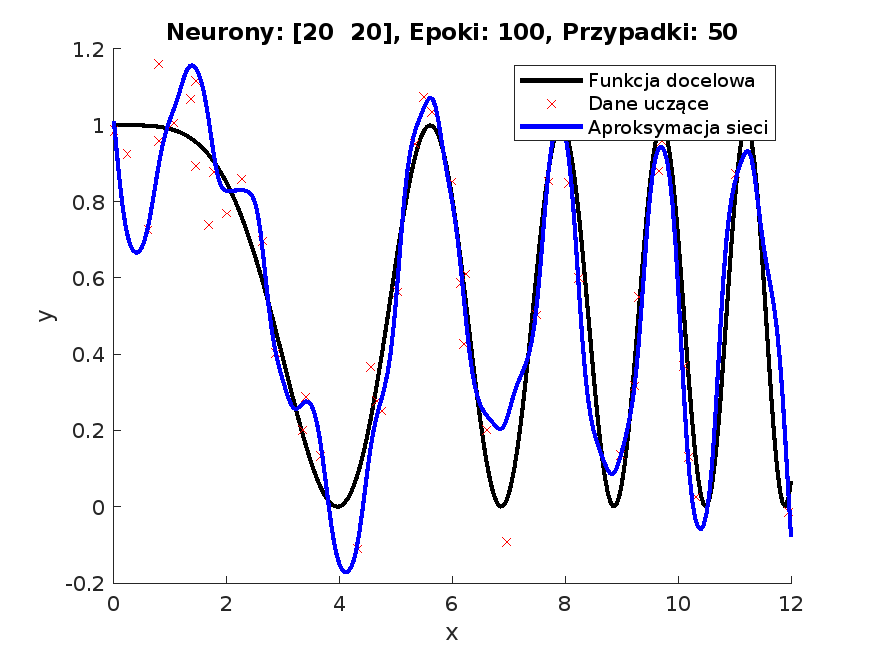 Neurony: [20  20], Epoki: 100, Przypadki: 50
Funkcja docelowa
Dane uczące
Aproksymacja sieci
1.2
1
0.8
0.6
0.4
0.2
0
-0.2
y
0 2 4 6 8 10 12
x